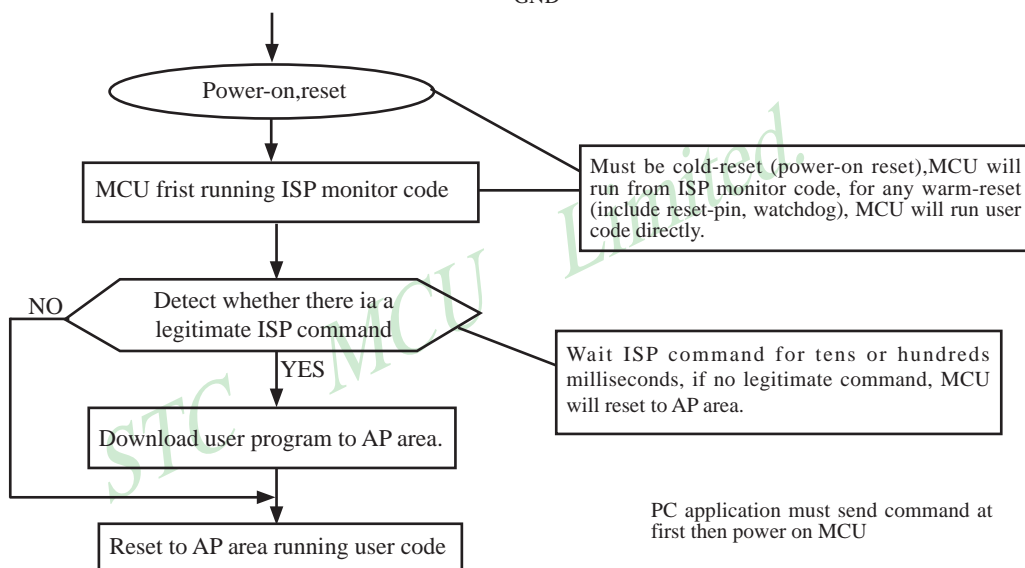 GND
Power-on,reset
MCU frist running ISP monitor code
Must be cold-reset (power-on reset),MCU will
run from ISP monitor code, for any warm-reset
(include reset-pin, watchdog), MCU will run user
code directly.
NO
Detect whether there ia a
legitimate ISP command
YES
Wait ISP command for tens or hundreds
milliseconds, if no legitimate command, MCU
will reset to AP area.
Download user program to AP area.
Reset to AP area running user code
PC application must send command at
first then power on MCU
STC MCU Limited.